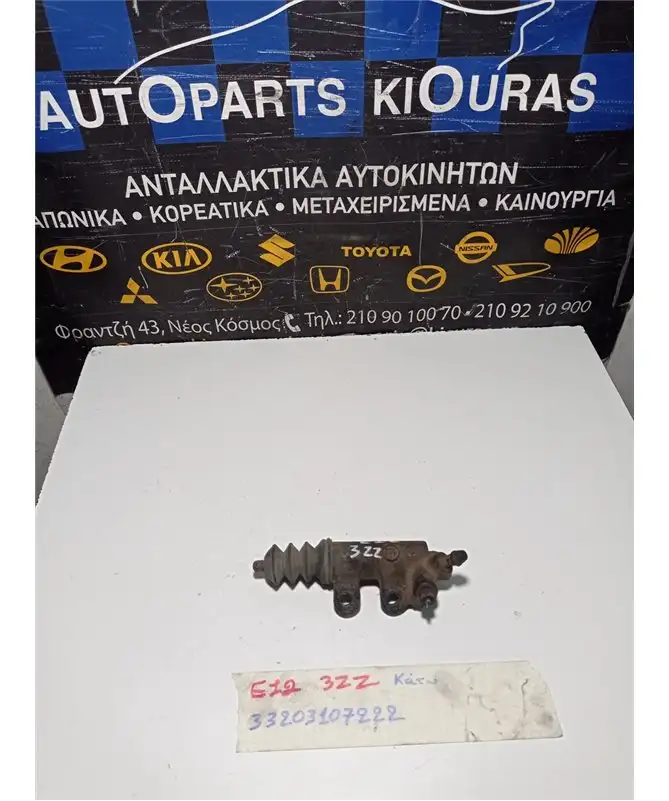 AUTOPARTS KIOURAS
ΑΝΤΑΛΛΑΚΤΙΚΑ ΑΥΤΟΚΙΝΗΤΩΝ
ΑΠΩΝΙΚΑ • ΚΟΡΕΑΤΙΚΑ • ΜΕΤΑΧΕΙΡΙΣΜΕΝΑ • ΚΑΙΝΟΥΡΓΙΑ
KIA TOYOTA NISSAN
Φραντζή 43, Νέος Κόσμος Τηλ.: 210 90 100 70 - 210 92 10 900
3ZZ
E12 3ZZ Κάτω
33203107222